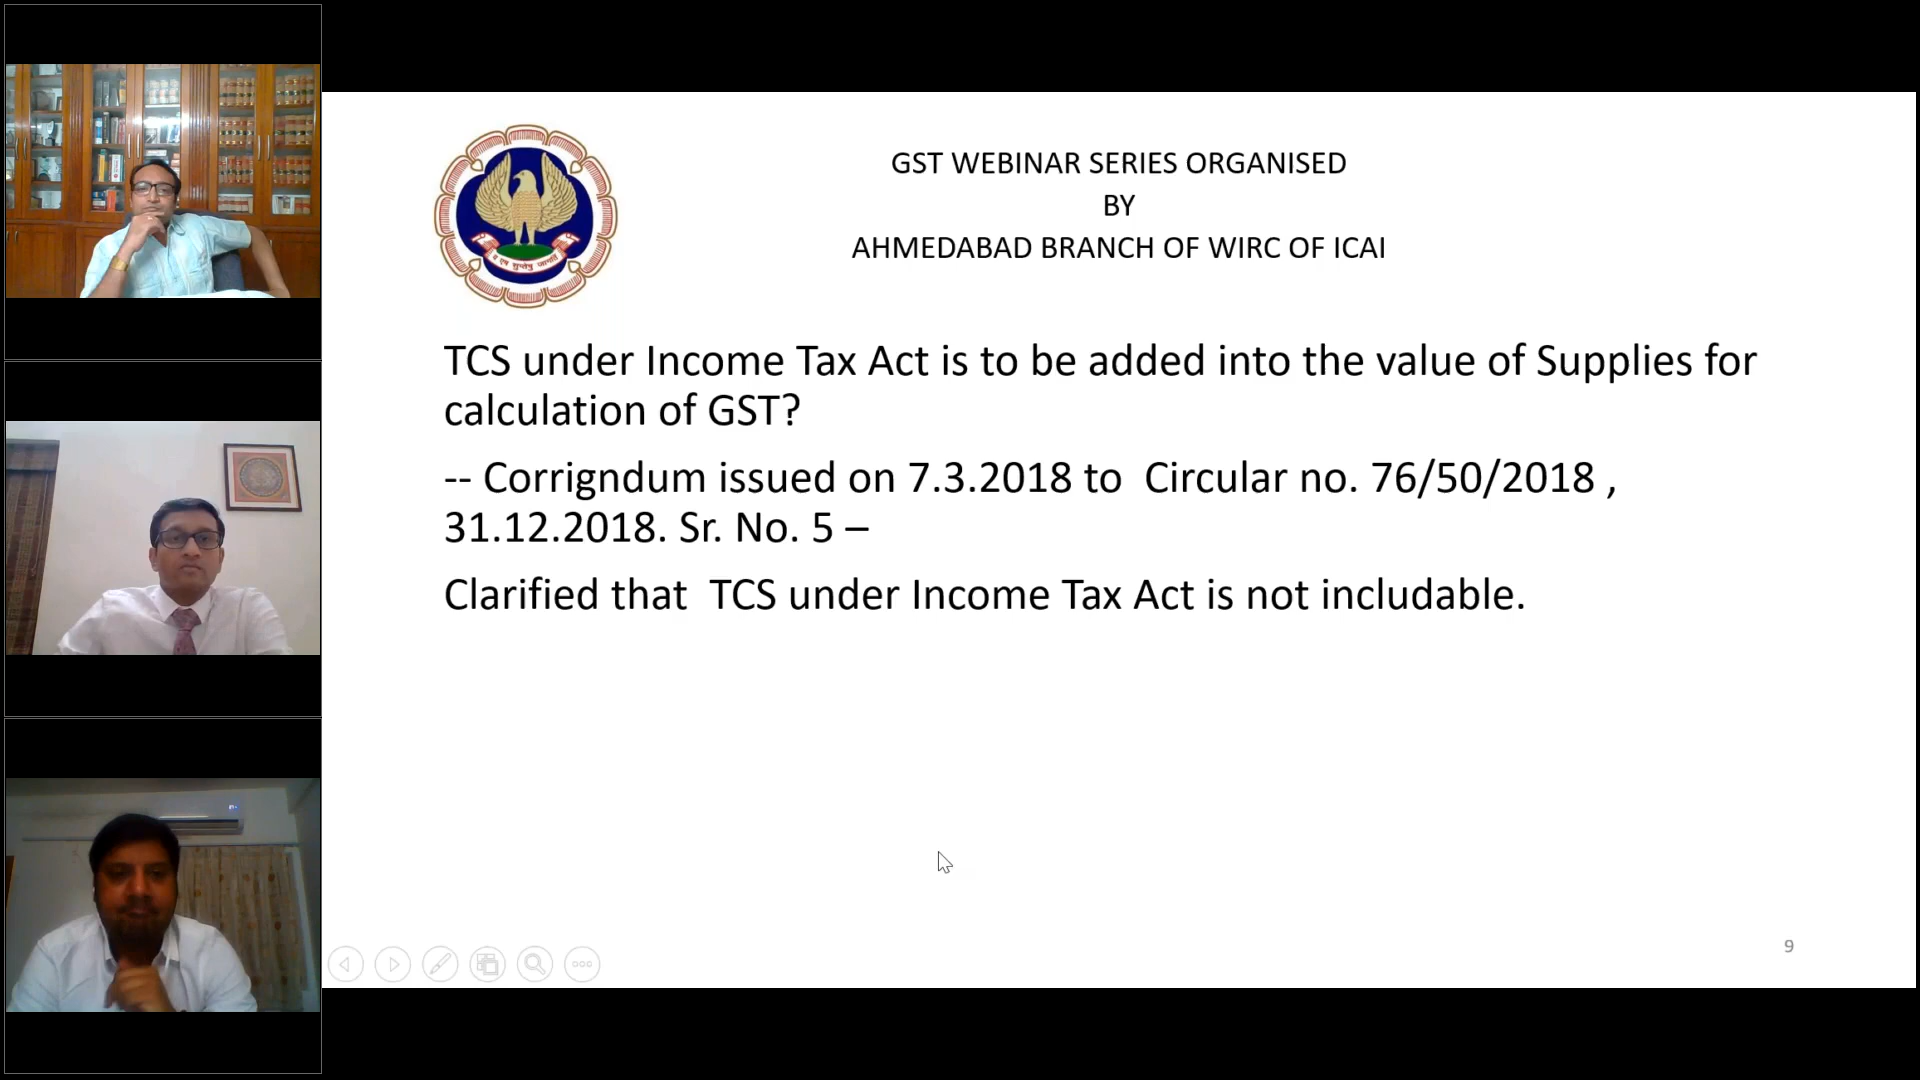 GST WEBINAR SERIES ORGANISED
BY
AHMEDABAD BRANCH OF WIRC OF ICAI
य एष सुप्तेषु जागर्ति
TCS under Income Tax Act is to be added into the value of Supplies for
calculation of GST?
-- Corrigndum issued on 7.3.2018 to  Circular no. 76/50/2018 ,
31.12.2018. Sr. No. 5 –
Clarified that  TCS under Income Tax Act is not includable.
9